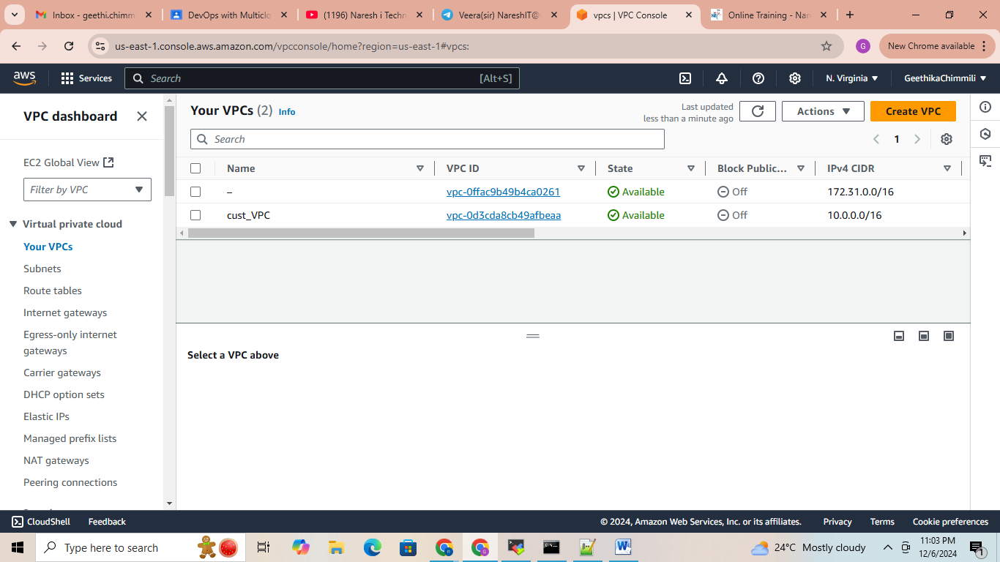 Inbox - geethi.chimm
DevOps with Multiclo
(1196) Naresh i Techn
Veera(sir) NareshIT@
vpcs | VPC Console
Online Training - Nar
us-east-1.console.aws.amazon.com/vpcconsole/home?region=us-east-1#vpcs:
G
New Chrome available
aws
Services
Search
[Alt+S]
N. Virginia
GeethikaChimmili
VPC dashboard
EC2 Global View
Filter by VPC
Virtual private cloud
Your VPCs
Subnets
Route tables
Internet gateways
Egress-only internet
gateways
Carrier gateways
DHCP option sets
Elastic IPs
Managed prefix lists
NAT gateways
Peering connections
Your VPCs (2) Info
Last updated
less than a minute ago
Actions
Create VPC
Search
1
Name VPC ID State Block Public... IPv4 CIDR
– vpc-0ffac9b49b4ca0261 Available Off 172.31.0.0/16
cust_VPC vpc-0d3cda8cb49afbeaa Available Off 10.0.0.0/16
Select a VPC above
CloudShell Feedback © 2024, Amazon Web Services, Inc. or its affiliates. Privacy Terms Cookie preferences
Type here to search
24°C Mostly cloudy
11:03 PM
12/6/2024
1